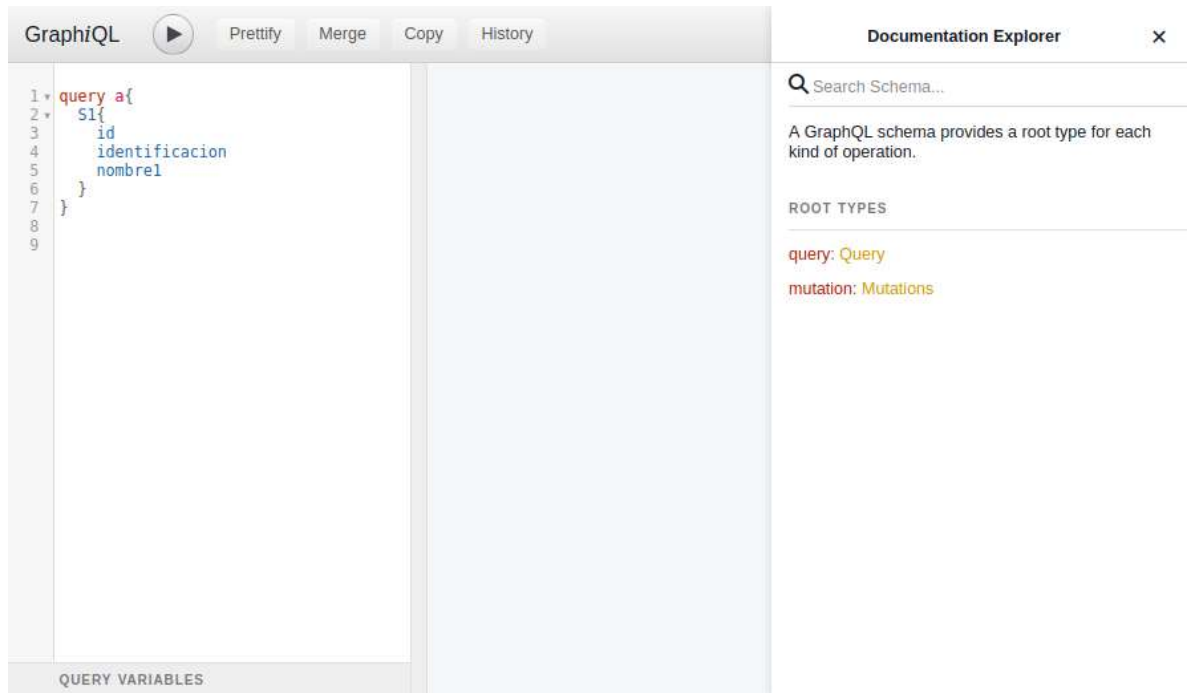 GraphiQL
Prettify
Merge
Copy
History
1 query a{
2 S1{
3 id
4 identificacion
5 nombre1
6 }
7 }
8
9
QUERY VARIABLES
Documentation Explorer
Search Schema...
A GraphQL schema provides a root type for each
kind of operation.
ROOT TYPES
query: Query
mutation: Mutations